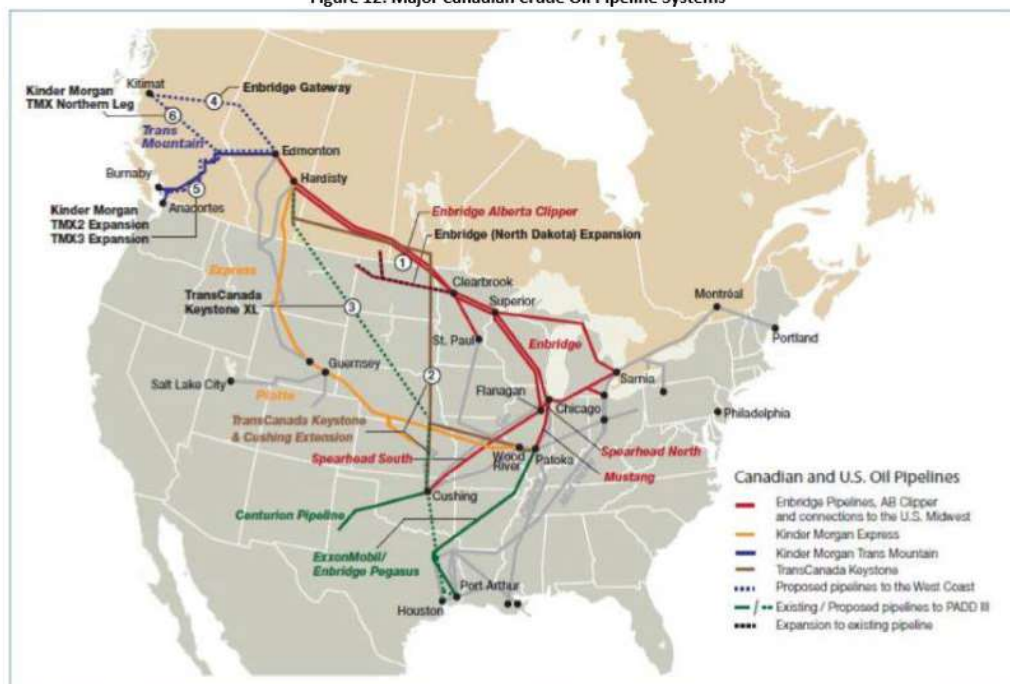 Figure 12. Major Canadian Crude Oil Pipeline Systems
Kinder Morgan
TMX Northern Leg
Kitimat
4
Enbridge Gateway
6
Trans
Mountain
Edmonton
Burnaby
Hardisty
5
Anacortes
Kinder Morgan
TMX2 Expansion
TMX3 Expansion
Enbridge Alberta Clipper
Enbridge (North Dakota) Expansion
1
Express
Clearbrook
Superior
Montréal
TransCanada
Keystone XL
3
St. Paul
Enbridge
Portland
Guernsey
Salt Lake City
2
Sarnia
Flanagan
Platte
Chicago
Philadelphia
TransCanada Keystone
& Cushing Extension
Spearhead South
Wood
River
Patoka
Spearhead North
Mustang
Cushing
Centurion Pipeline
ExxonMobil/
Enbridge Pegasus
Port Arthur
Houston
Canadian and U.S. Oil Pipelines
Enbridge Pipelines, AB Clipper
and connections to the U.S. Midwest
Kinder Morgan Express
Kinder Morgan Trans Mountain
TransCanada Keystone
Proposed pipelines to the West Coast
Existing / Proposed pipelines to PADD III
Expansion to existing pipeline